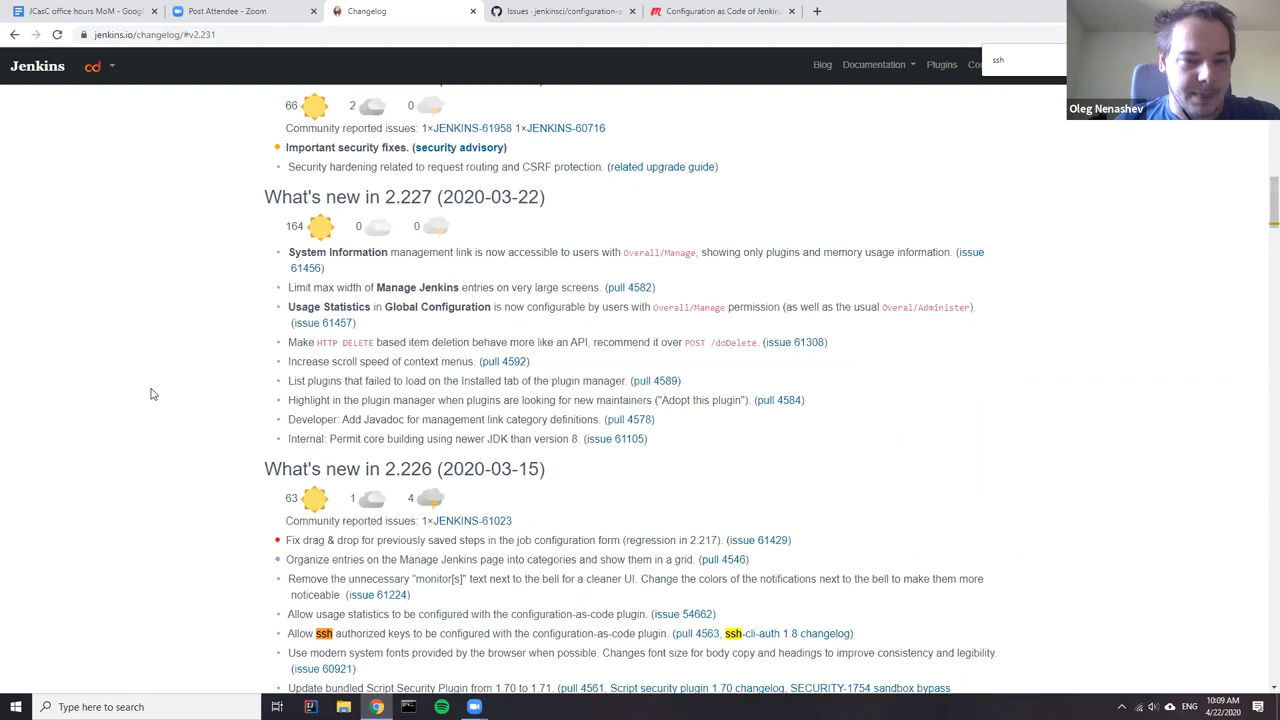 JCasC Meetings MoM - Googl
Post Attendee - Zoom
Changelog
Issues · jenkinsci/configuration-a
Configuration as Code of Jenkin
jenkins.io/changelog/#v2.231
ssh
Oleg Nenashev
Jenkins
cd
Blog
Documentation
Plugins
66
2
0
Community reported issues: 1×JENKINS-61958 1×JENKINS-60716
Important security fixes. (security advisory)
Security hardening related to request routing and CSRF protection. (related upgrade guide)
What's new in 2.227 (2020-03-22)
164
0
0
System Information management link is now accessible to users with Overall/Manage, showing only plugins and memory usage information. (issue
61456)
Limit max width of Manage Jenkins entries on very large screens. (pull 4582)
Usage Statistics in Global Configuration is now configurable by users with Overall/Manage permission (as well as the usual Overal/Administer).
(issue 61457)
Make HTTP DELETE based item deletion behave more like an API, recommend it over POST /doDelete. (issue 61308)
Increase scroll speed of context menus. (pull 4592)
List plugins that failed to load on the Installed tab of the plugin manager. (pull 4589)
Highlight in the plugin manager when plugins are looking for new maintainers ("Adopt this plugin"). (pull 4584)
Developer: Add Javadoc for management link category definitions. (pull 4578)
Internal: Permit core building using newer JDK than version 8. (issue 61105)
What's new in 2.226 (2020-03-15)
63
1
4
Community reported issues: 1×JENKINS-61023
Fix drag & drop for previously saved steps in the job configuration form (regression in 2.217). (issue 61429)
Organize entries on the Manage Jenkins page into categories and show them in a grid. (pull 4546)
Remove the unnecessary "monitor[s]" text next to the bell for a cleaner UI. Change the colors of the notifications next to the bell to make them more
noticeable. (issue 61224)
Allow usage statistics to be configured with the configuration-as-code plugin. (issue 54662)
Allow ssh authorized keys to be configured with the configuration-as-code plugin. (pull 4563, ssh-cli-auth 1.8 changelog)
Use modern system fonts provided by the browser when possible. Changes font size for body copy and headings to improve consistency and legibility.
(issue 60921)
Update bundled Script Security Plugin from 1.70 to 1.71. (pull 4561, Script security plugin 1.70 changelog, SECURITY-1754 sandbox bypass
Type here to search
ENG
10:09 AM
4/22/2020